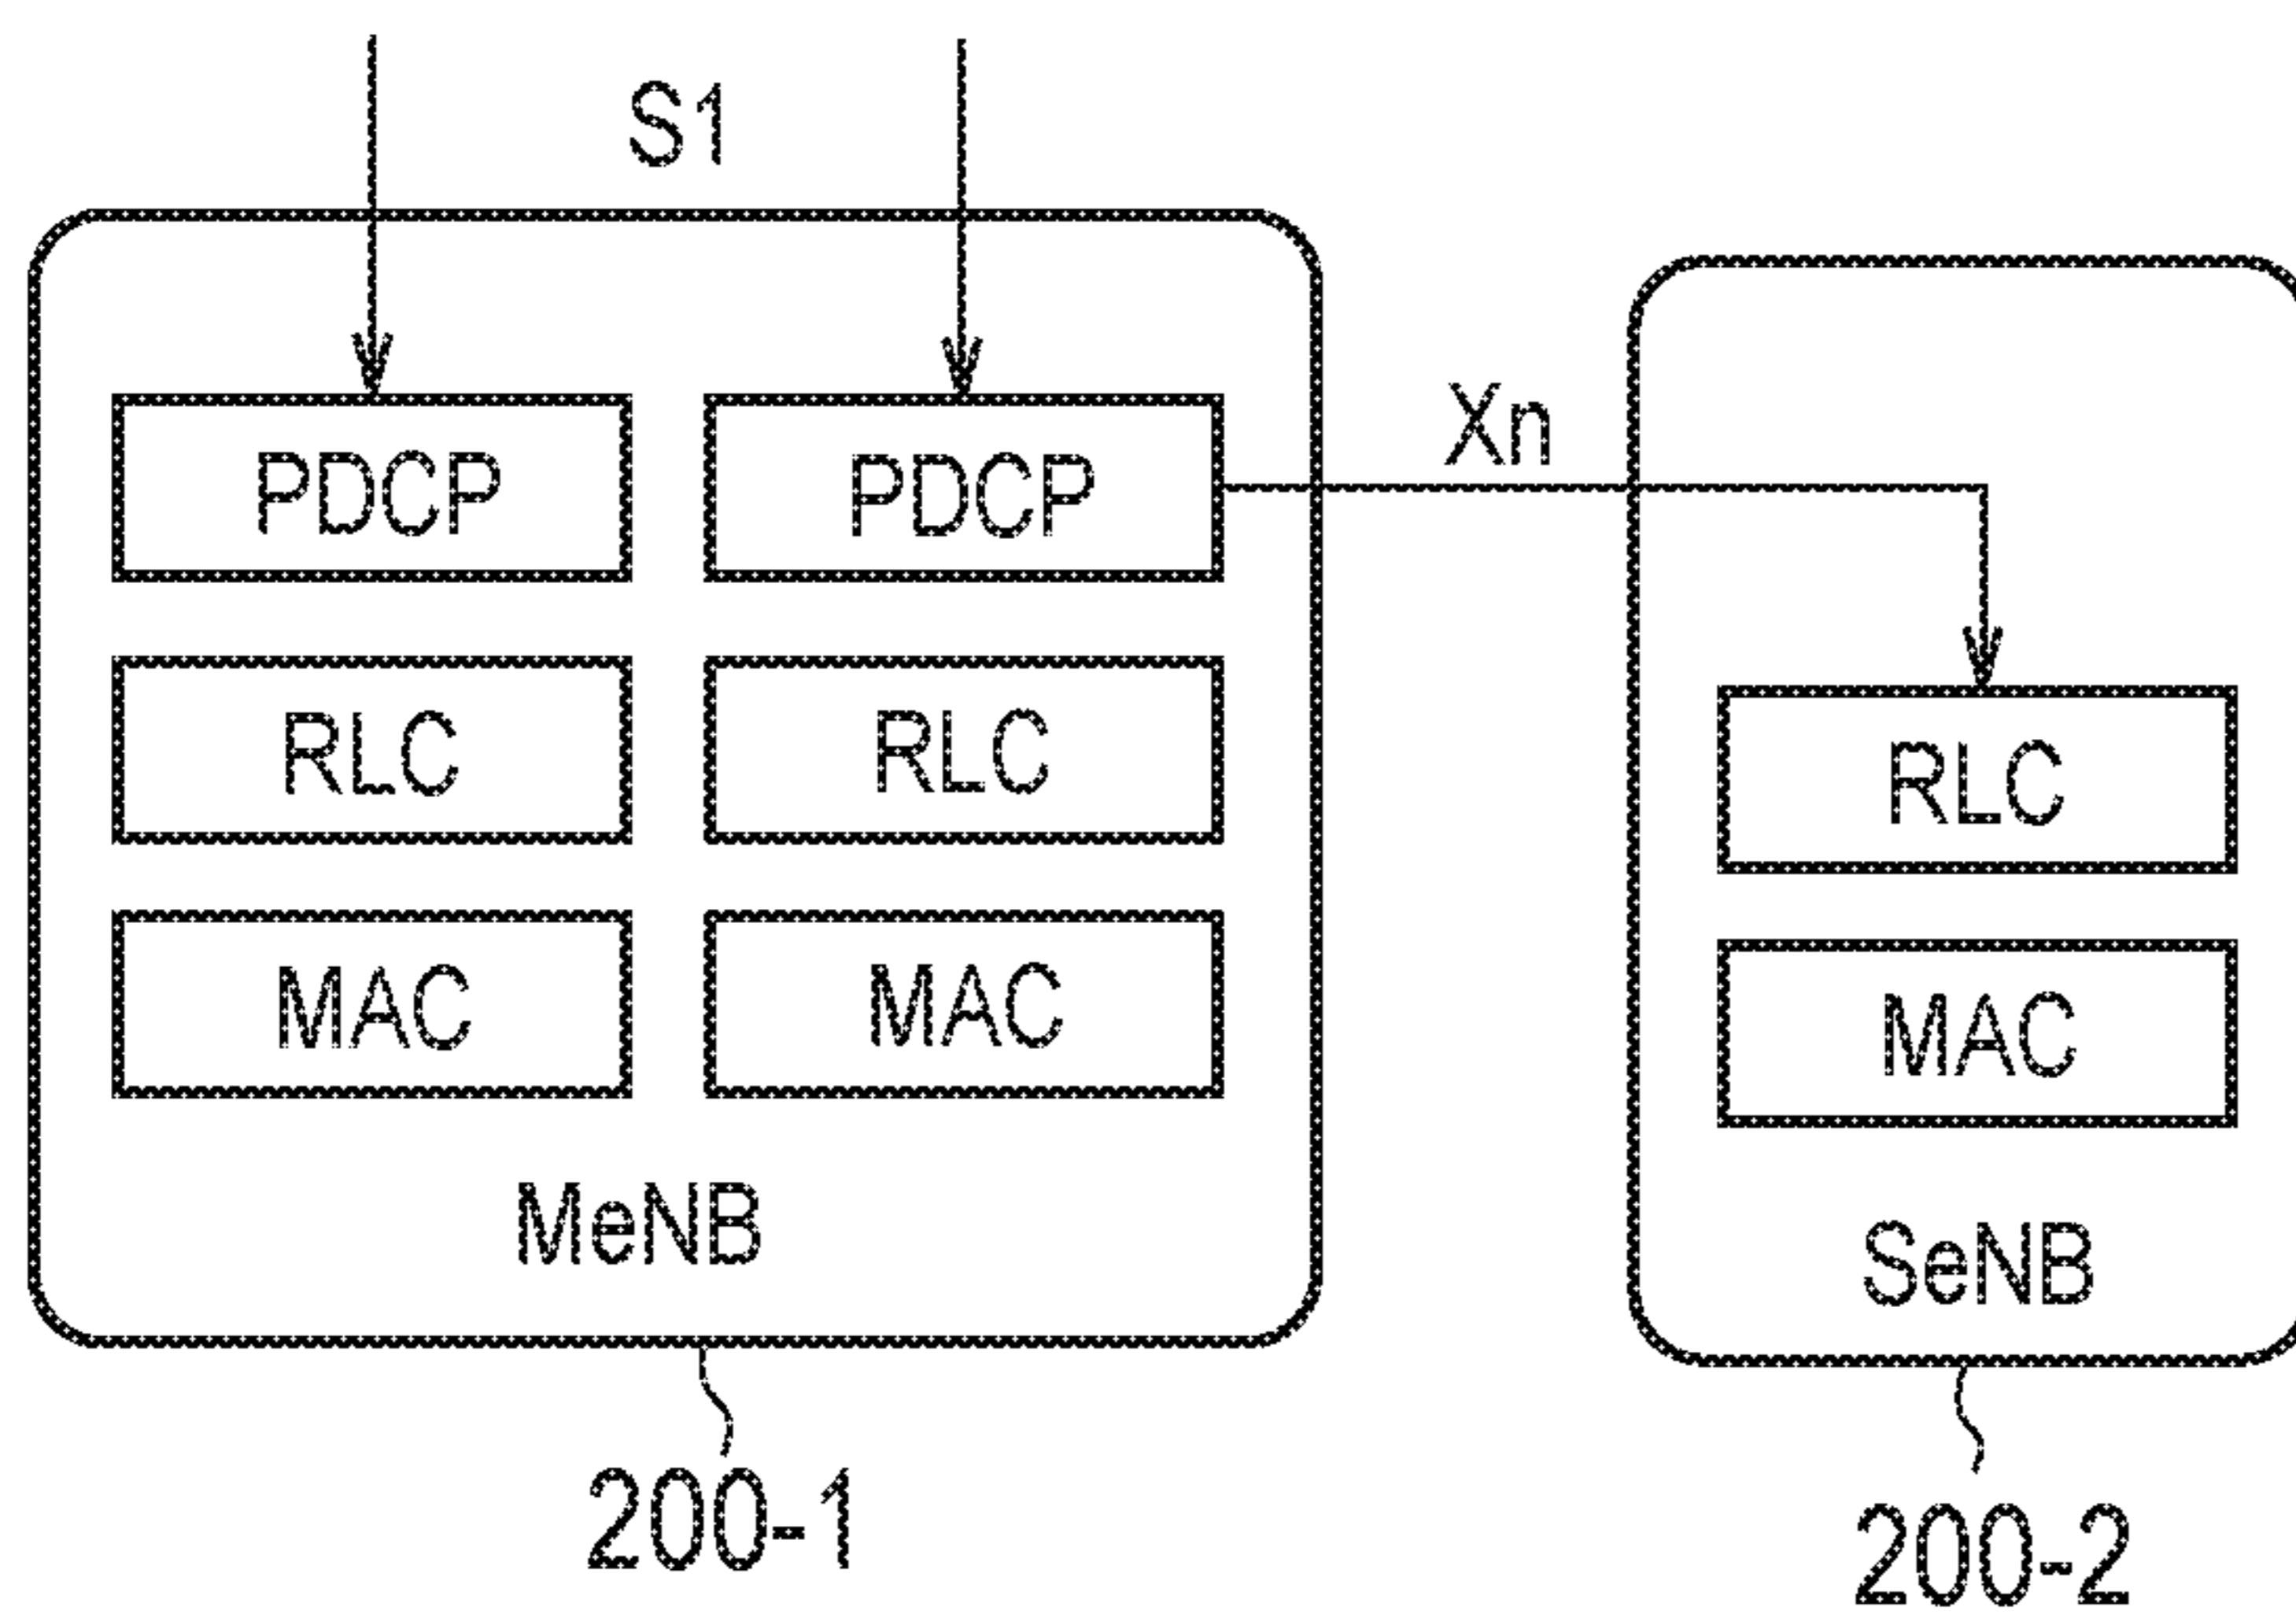 S1
Xn
PDCP PDCP
RLC RLC RLC
MAC MAC MAC
MeNB
SeNB
200-1
200-2